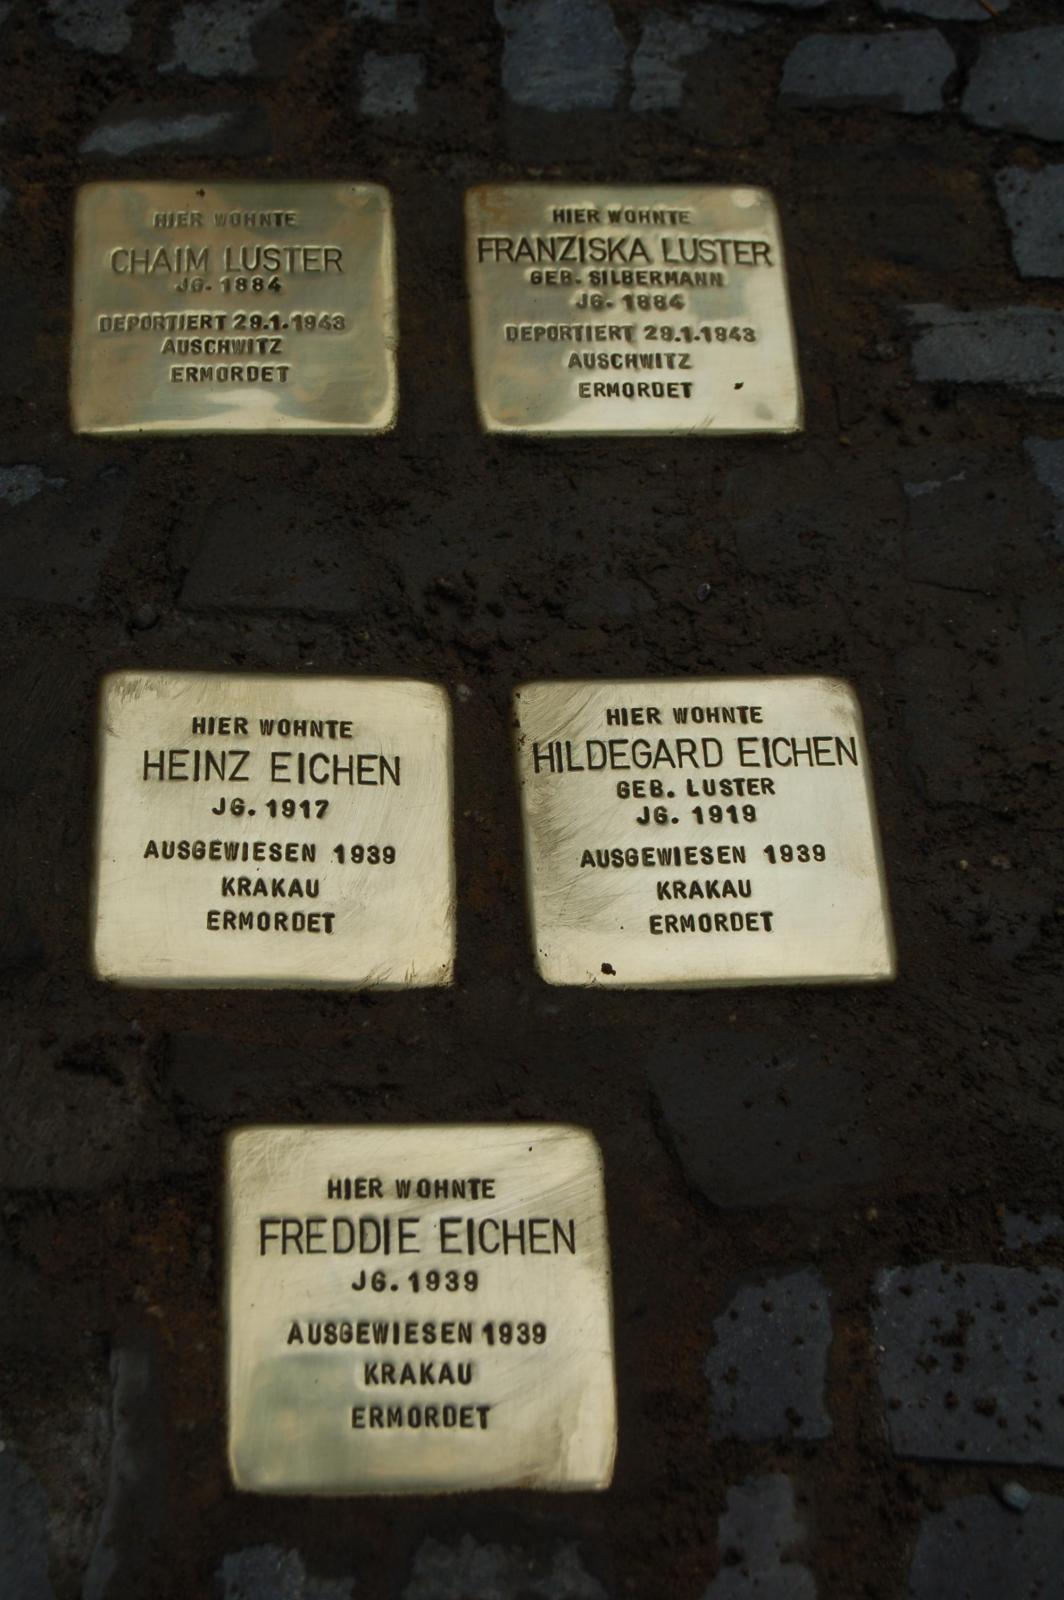 HIER WOHNTE
CHAIM LUSTER
JG. 1884
DEPORTIERT 29.1.1943
AUSCHWITZ
ERMORDET
HIER WOHNTE
FRANZISKA LUSTER
GEB. SILBERMANN
JG. 1884
DEPORTIERT 29.1.1943
AUSCHWITZ
ERMORDET
HIER WOHNTE
HEINZ EICHEN
JG. 1917
AUSGEWIESEN 1939
KRAKAU
ERMORDET
HIER WOHNTE
HILDEGARD EICHEN
GEB. LUSTER
JG. 1919
AUSGEWIESEN 1939
KRAKAU
ERMORDET
HIER WOHNTE
FREDDIE EICHEN
JG. 1939
AUSGEWIESEN 1939
KRAKAU
ERMORDET